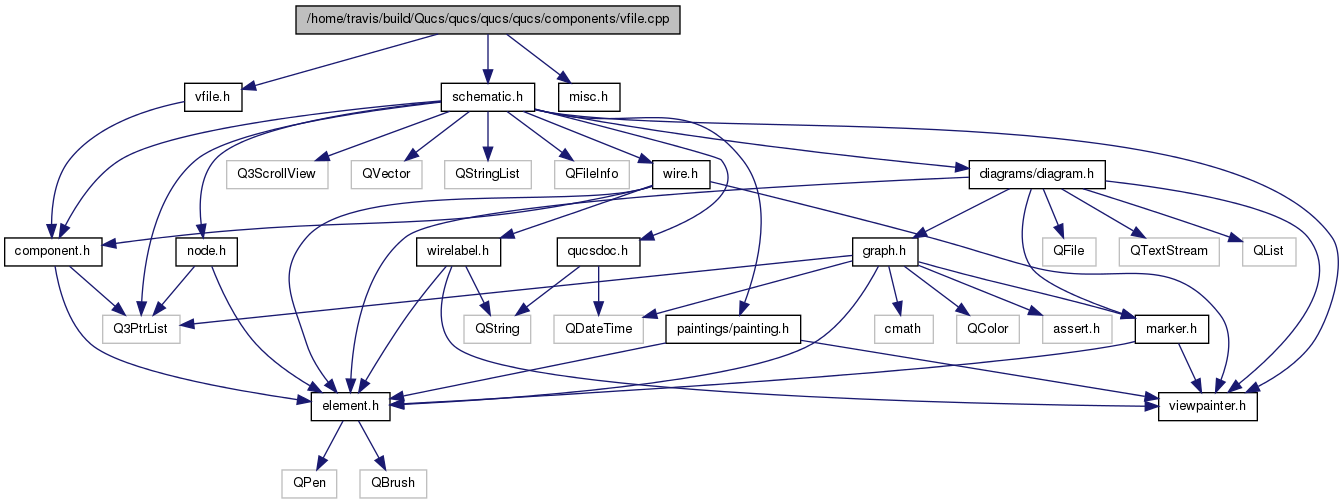 /home/travis/build/Qucs/qucs/qucs/qucs/components/vfile.cpp
vfile.h
schematic.h
misc.h
Q3ScrollView
QVector
QStringList
QFileInfo
wire.h
diagrams/diagram.h
component.h
node.h
wirelabel.h
qucsdoc.h
graph.h
QFile
QTextStream
QList
Q3PtrList
QString
QDateTime
paintings/painting.h
cmath
QColor
assert.h
marker.h
element.h
viewpainter.h
QPen
QBrush